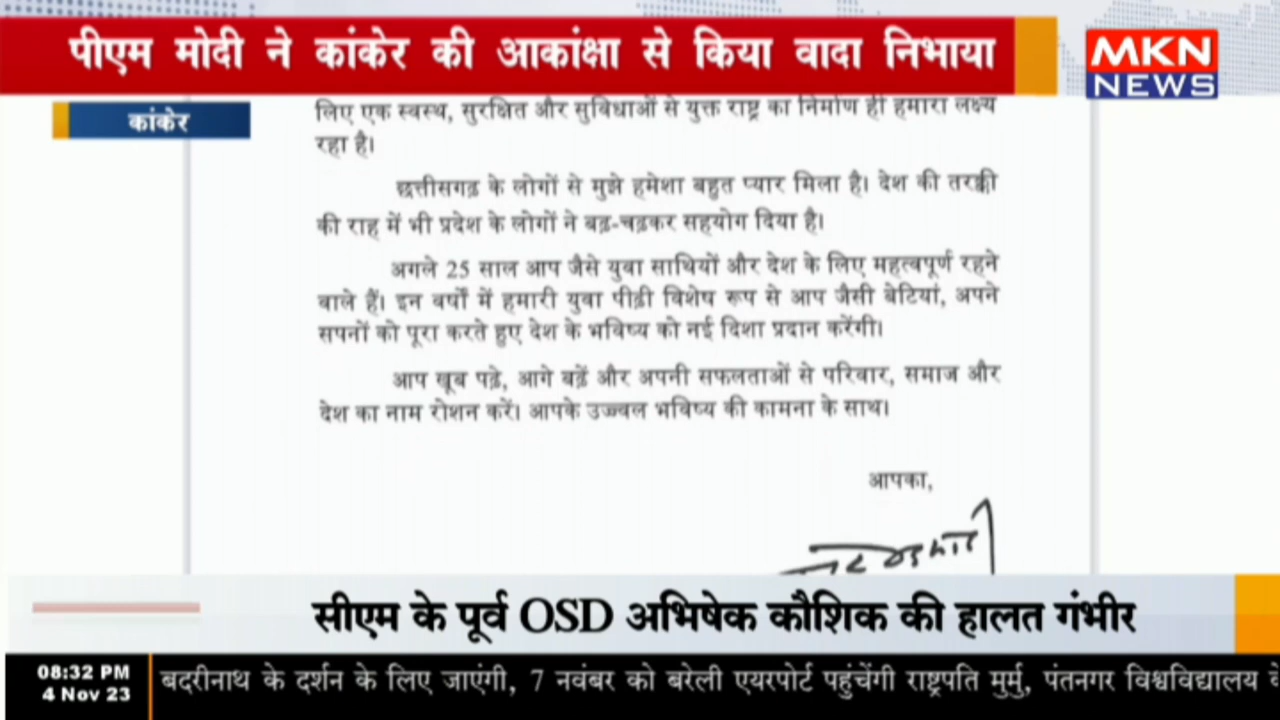 पीएम मोदी ने कांकेर की आकांक्षा से किया वादा निभाया
MKN
NEWS
कांकेर
लिए एक स्वस्थ, सुरक्षित और सुविधाओं से युक्त राष्ट्र का निर्माण ही हमारा लक्ष्य
रहा है।
छत्तीसगढ़ के लोगों से मुझे हमेशा बहुत प्यार मिला है। देश की तरक्की
की राह में भी प्रदेश के लोगों ने बढ़-चढ़कर सहयोग दिया है।
अगले 25 साल आप जैसे युवा साथियों और देश के लिए महत्वपूर्ण रहने
वाले हैं। इन वर्षों में हमारी युवा पीढ़ी विशेष रूप से आप जैसी बेटियां, अपने
सपनों को पूरा करते हुए देश के भविष्य को नई दिशा प्रदान करेंगी।
आप खूब पढ़े, आगे बढ़ें और अपनी सफलताओं से परिवार, समाज और
देश का नाम रोशन करें। आपके उज्ज्वल भविष्य की कामना के साथ।
आपका,
सीएम के पूर्व OSD अभिषेक कौशिक की हालत गंभीर
08:32 PM
4 Nov 23
बदरीनाथ के दर्शन के लिए जाएंगी, 7 नवंबर को बरेली एयरपोर्ट पहुंचेंगी राष्ट्रपति मुर्मु, पंतनगर विश्वविद्यालय